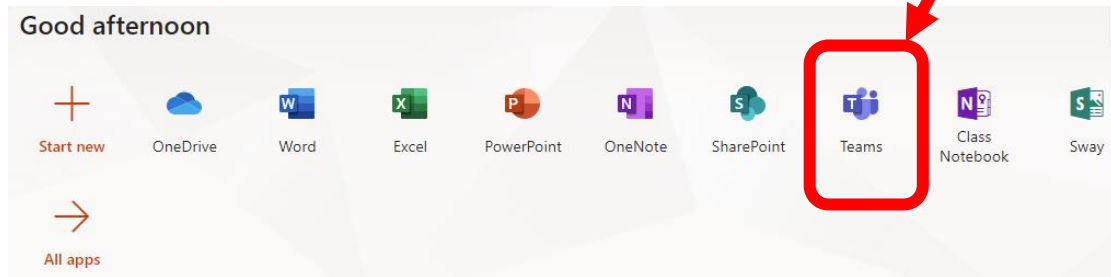 Good afternoon
Start new
OneDrive
W
Word
X
Excel
P
PowerPoint
N
OneNote
S
SharePoint
T
Teams
N
Class
Notebook
S
Sway
All apps